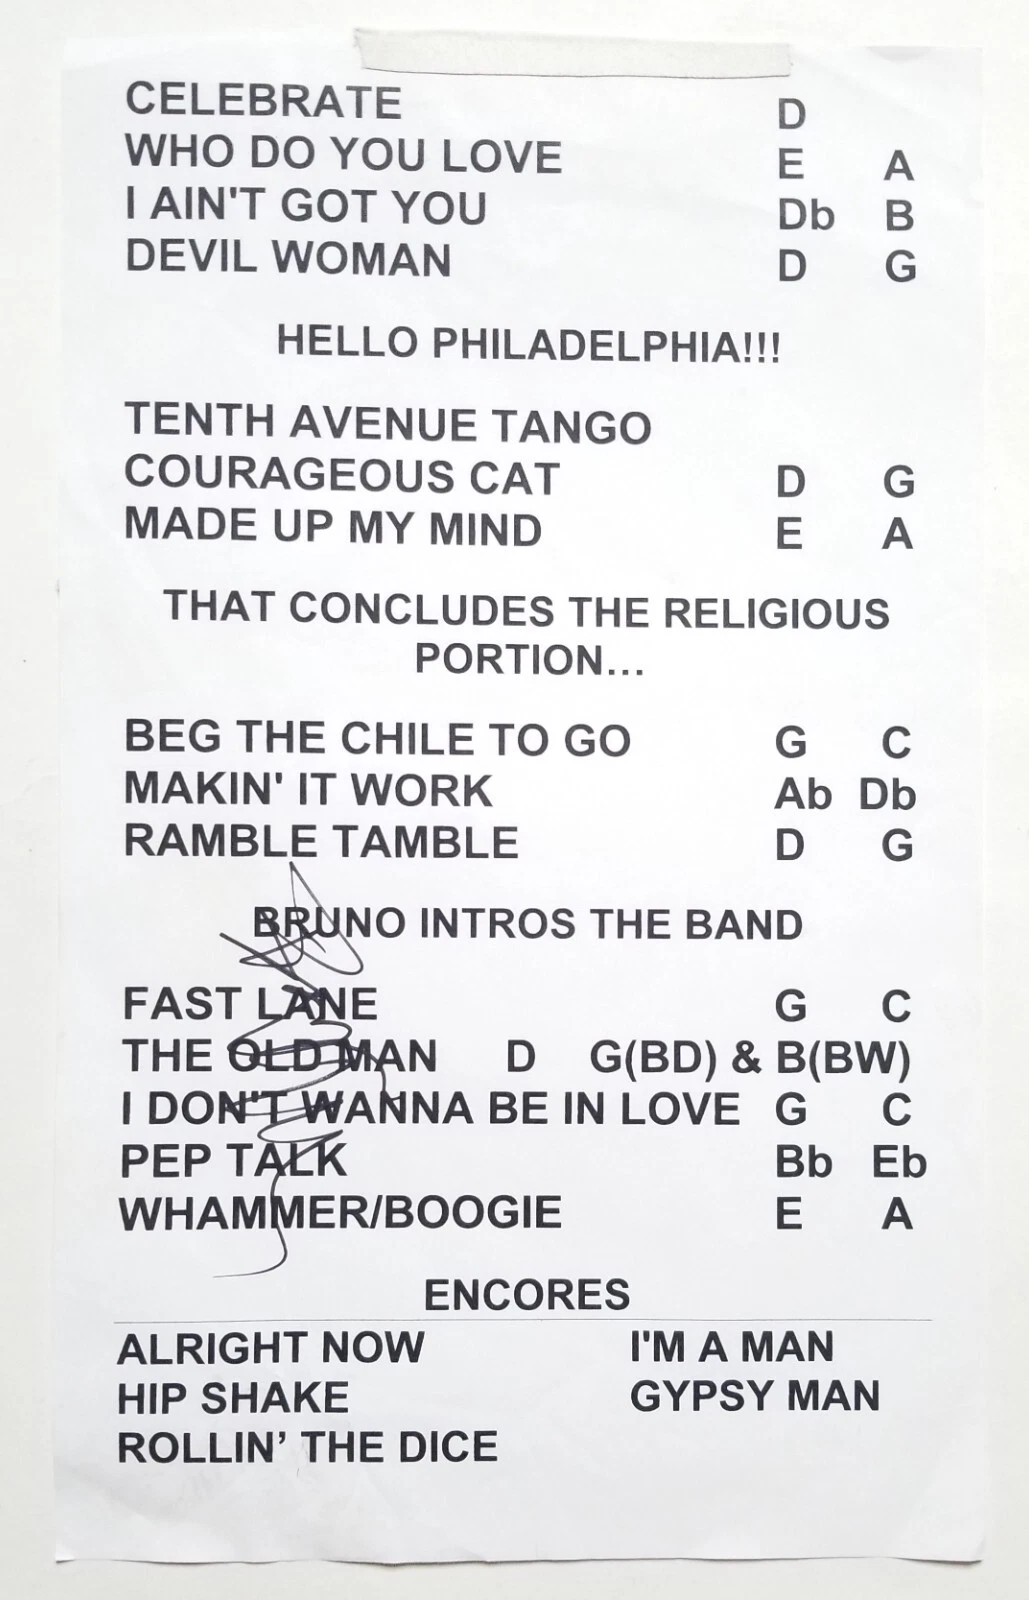 CELEBRATE D
WHO DO YOU LOVE E A
I AIN'T GOT YOU Db B
DEVIL WOMAN D G
HELLO PHILADELPHIA!!!
TENTH AVENUE TANGO
COURAGEOUS CAT D G
MADE UP MY MIND E A
THAT CONCLUDES THE RELIGIOUS
PORTION...
BEG THE CHILE TO GO G C
MAKIN' IT WORK Ab Db
RAMBLE TAMBLE D G
BRUNO INTROS THE BAND
FAST LANE G C
THE OLD MAN D G(BD) & B(BW)
I DON'T WANNA BE IN LOVE G C
PEP TALK Bb Eb
WHAMMER/BOOGIE E A
ENCORES
ALRIGHT NOW I'M A MAN
HIP SHAKE GYPSY MAN
ROLLIN’ THE DICE